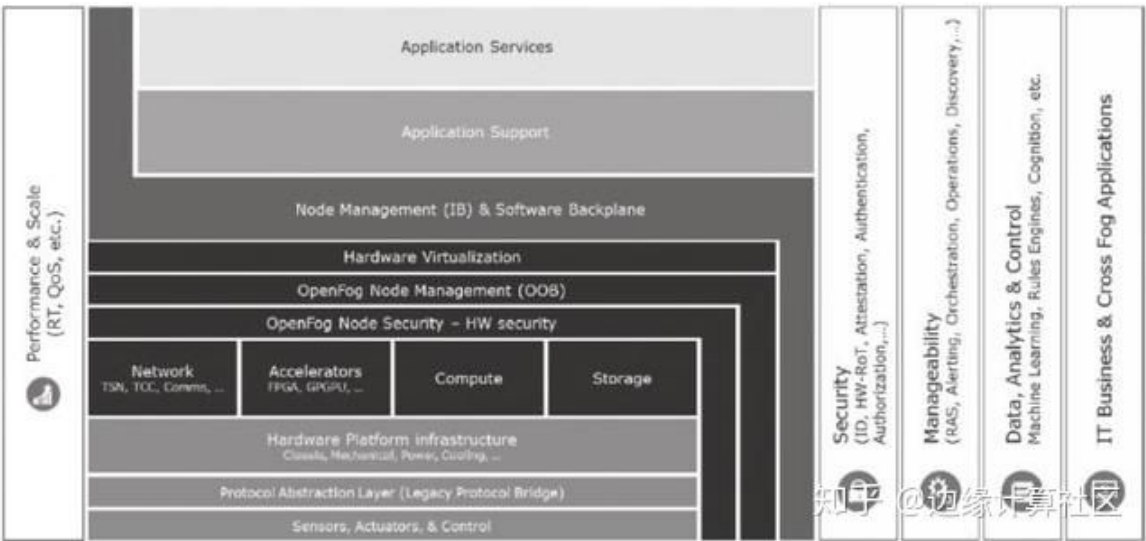 Performance & Scale
(RT, QoS, etc.)
Application Services
Application Support
Node Management (IB) & Software Backplane
Hardware Virtualization
OpenFog Node Management (OOB)
OpenFog Node Security – HW security
Network
TSN, TCC, Comms, ...
Accelerators
FPGA, GPGPU, ...
Compute
Storage
Hardware Platform infrastructure
Classis, Mechanical, Power, Cooling, ...
Protocol Abstraction Layer (Legacy Protocol Bridge)
Sensors, Actuators, & Control
Security
(ID, HW-RoT, Attestation, Authentication,
Authorization,...)
Manageability
(RAS, Alerting, Orchestration, Operations, Discovery,...)
Data, Analytics & Control
Machine Learning, Rules Engines, Cognition, etc.
IT Business & Cross Fog Applications
知乎 @边缘计算社区